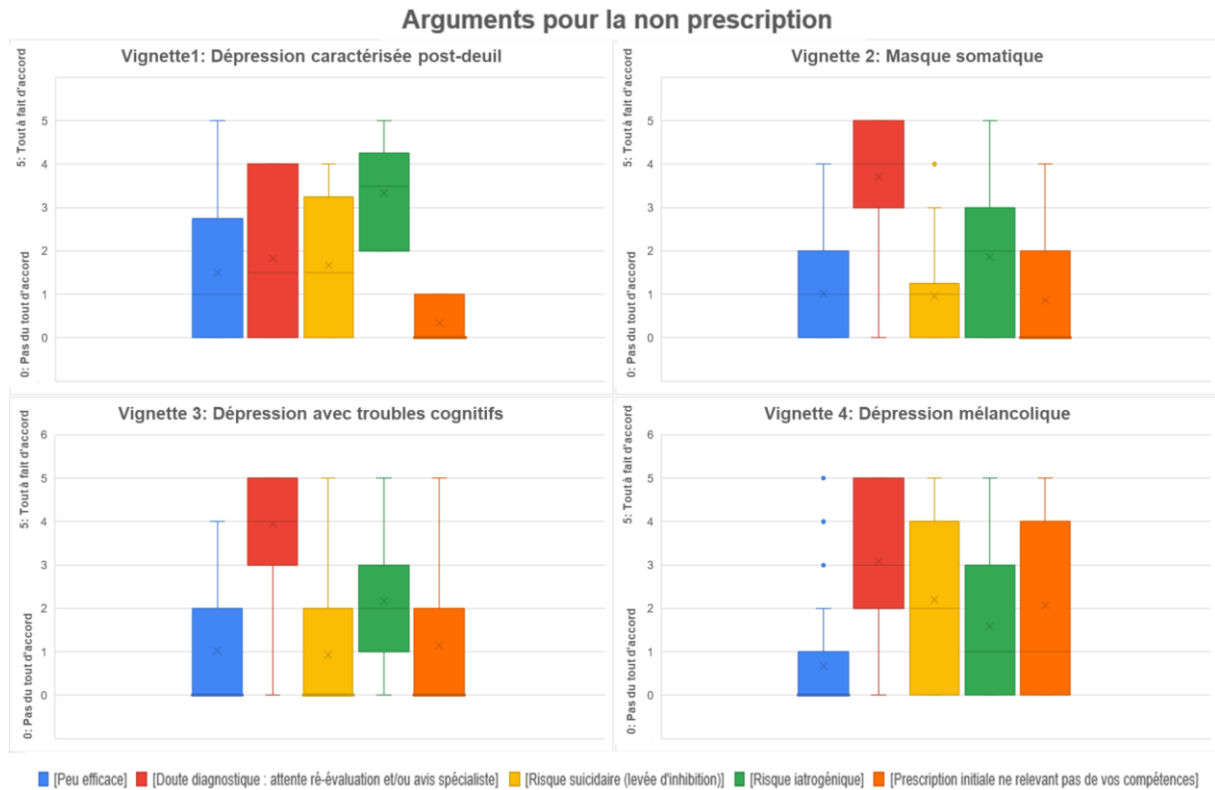 Arguments pour la non prescription
Vignette1: Dépression caractérisée post-deuil
5: Tout à fait d'accord
0: Pas du tout d'accord
5
4
3
2
1
0
Vignette 2: Masque somatique
5: Tout à fait d'accord
0: Pas du tout d'accord
5
4
3
2
1
0
Vignette 3: Dépression avec troubles cognitifs
5: Tout à fait d'accord
0: Pas du tout d'accord
6
5
4
3
2
1
0
Vignette 4: Dépression mélancolique
5: Tout à fait d'accord
0: Pas du tout d'accord
6
5
4
3
2
1
0
[Peu efficace] [Doute diagnostique : attente ré-évaluation et/ou avis spécialiste] [Risque suicidaire (levée d'inhibition)] [Risque iatrogénique] [Prescription initiale ne relevant pas de vos compétences]